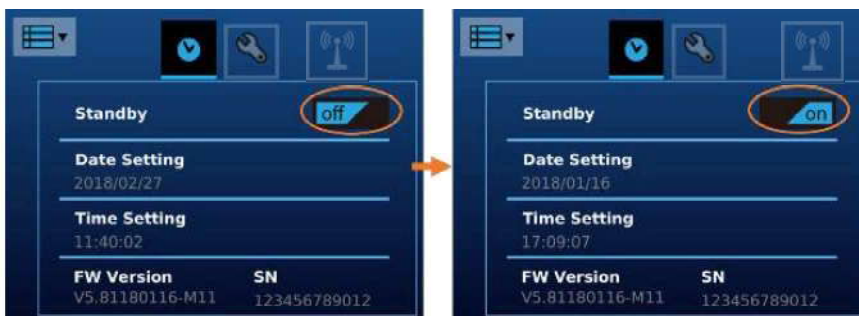 Standby off
Date Setting
2018/02/27
Time Setting
11:40:02
FW Version SN
V5.81180116-M11 123456789012
Standby on
Date Setting
2018/01/16
Time Setting
17:09:07
FW Version SN
V5.81180116-M11 123456789012